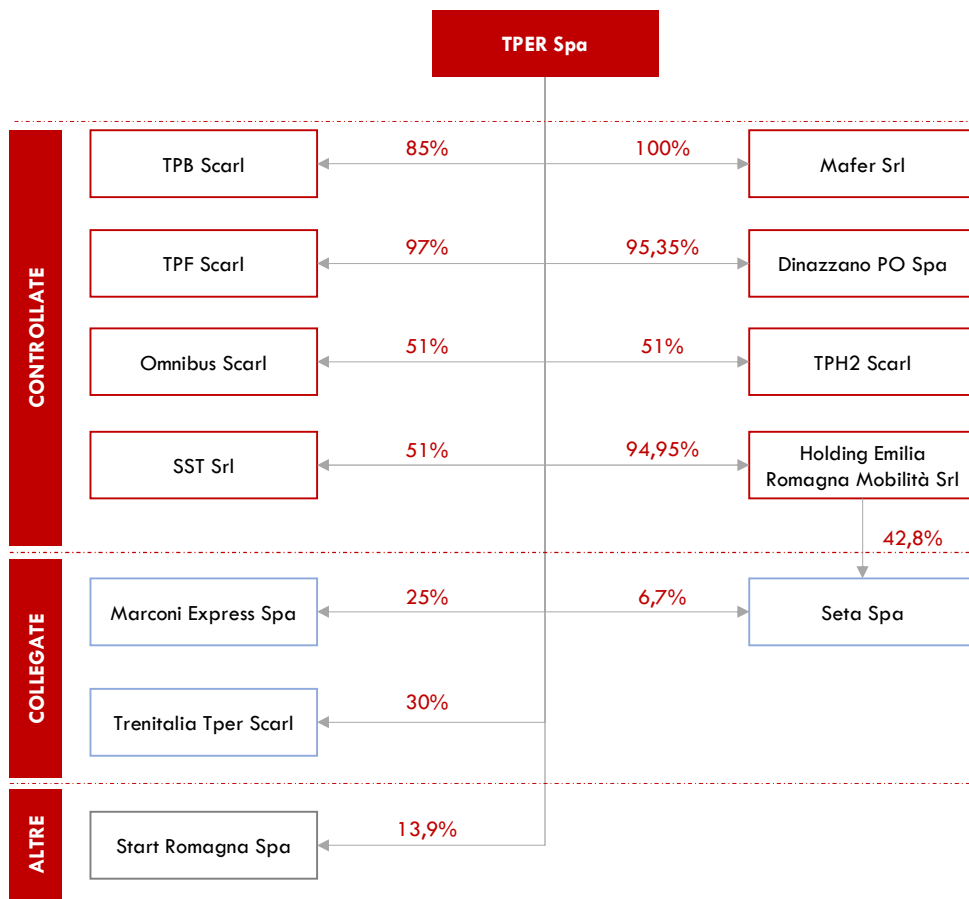 TPER Spa
CONTROLLATE
TPB Scarl
85%
100%
Mafer Srl
TPF Scarl
97%
95,35%
Dinazzano PO Spa
Omnibus Scarl
51%
51%
TPH2 Scarl
SST Srl
51%
94,95%
Holding Emilia
Romagna Mobilità Srl
42,8%
COLLEGATE
Marconi Express Spa
25%
6,7%
Seta Spa
Trenitalia Tper Scarl
30%
ALTRE
Start Romagna Spa
13,9%